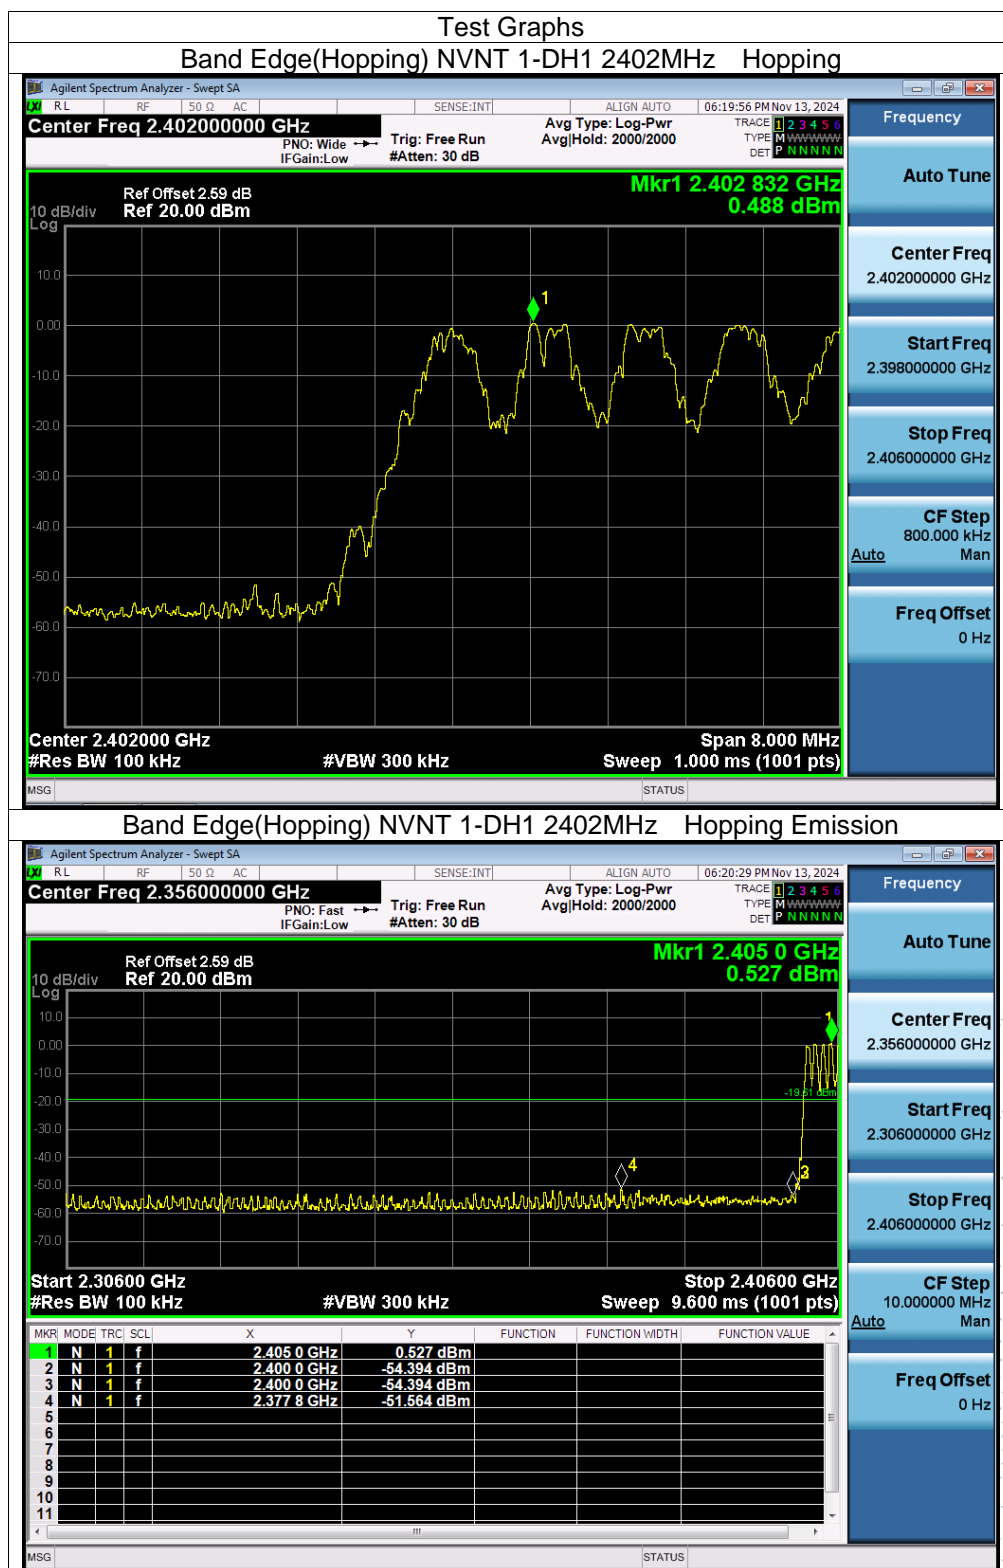 Test Graphs
Band Edge(Hopping) NVNT 1-DH1 2402MHz Hopping
Agilent Spectrum Analyzer - Swept SA
LXI RL RF 50 Ω AC SENSE:INT ALIGN AUTO 06:19:56 PM Nov 13, 2024
Center Freq 2.402000000 GHz
PNO: Wide
IFGain:Low
Trig: Free Run
#Atten: 30 dB
Avg Type: Log-Pwr
Avg|Hold: 2000/2000
TRACE 1 2 3 4 5 6
TYPE M WWWWW
DET P N N N N N
Frequency
Auto Tune
Center Freq
2.402000000 GHz
Start Freq
2.398000000 GHz
Stop Freq
2.406000000 GHz
CF Step
800.000 kHz
Auto Man
Freq Offset
0 Hz
Mkr1 2.402 832 GHz
0.488 dBm
Ref Offset 2.59 dB
10 dB/div Ref 20.00 dBm
Log
10.0
0.00
-10.0
-20.0
-30.0
-40.0
-50.0
-60.0
-70.0
1
Center 2.402000 GHz Span 8.000 MHz
#Res BW 100 kHz #VBW 300 kHz Sweep 1.000 ms (1001 pts)
MSG STATUS
Band Edge(Hopping) NVNT 1-DH1 2402MHz Hopping Emission
Agilent Spectrum Analyzer - Swept SA
LXI RL RF 50 Ω AC SENSE:INT ALIGN AUTO 06:20:29 PM Nov 13, 2024
Center Freq 2.356000000 GHz
PNO: Fast
IFGain:Low
Trig: Free Run
#Atten: 30 dB
Avg Type: Log-Pwr
Avg|Hold: 2000/2000
TRACE 1 2 3 4 5 6
TYPE M WWWWW
DET P N N N N N
Frequency
Auto Tune
Center Freq
2.356000000 GHz
Start Freq
2.306000000 GHz
Stop Freq
2.406000000 GHz
CF Step
10.000000 MHz
Auto Man
Freq Offset
0 Hz
Mkr1 2.405 0 GHz
0.527 dBm
Ref Offset 2.59 dB
10 dB/div Ref 20.00 dBm
Log
10.0
0.00
-10.0
-20.0
-30.0
-40.0
-50.0
-60.0
-70.0
1
-19.51 dBm
4
3
Start 2.30600 GHz Stop 2.40600 GHz
#Res BW 100 kHz #VBW 300 kHz Sweep 9.600 ms (1001 pts)
MKR MODE TRC SCL X Y FUNCTION FUNCTION WIDTH FUNCTION VALUE
1 N 1 f 2.405 0 GHz 0.527 dBm
2 N 1 f 2.400 0 GHz -54.394 dBm
3 N 1 f 2.400 0 GHz -54.394 dBm
4 N 1 f 2.377 8 GHz -51.564 dBm
5
6
7
8
9
10
11
MSG STATUS